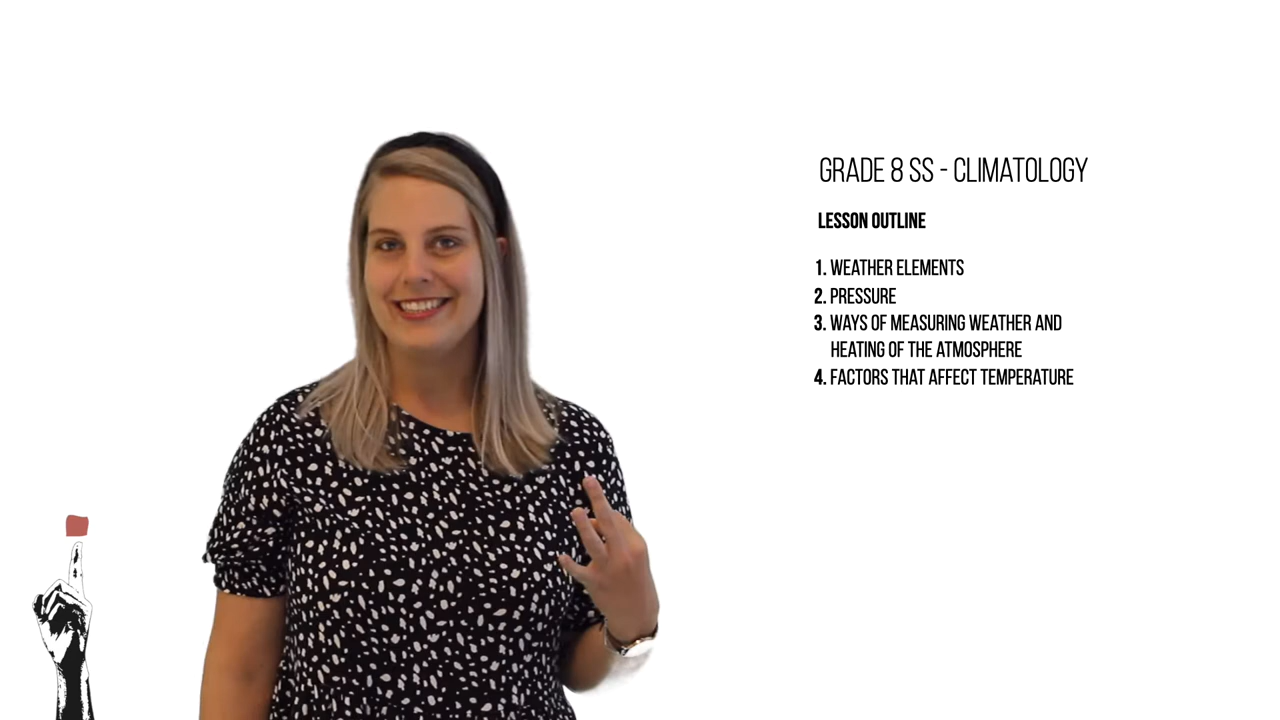 GRADE 8 SS - CLIMATOLOGY
LESSON OUTLINE
1. WEATHER ELEMENTS
2. PRESSURE
3. WAYS OF MEASURING WEATHER AND
HEATING OF THE ATMOSPHERE
4. FACTORS THAT AFFECT TEMPERATURE